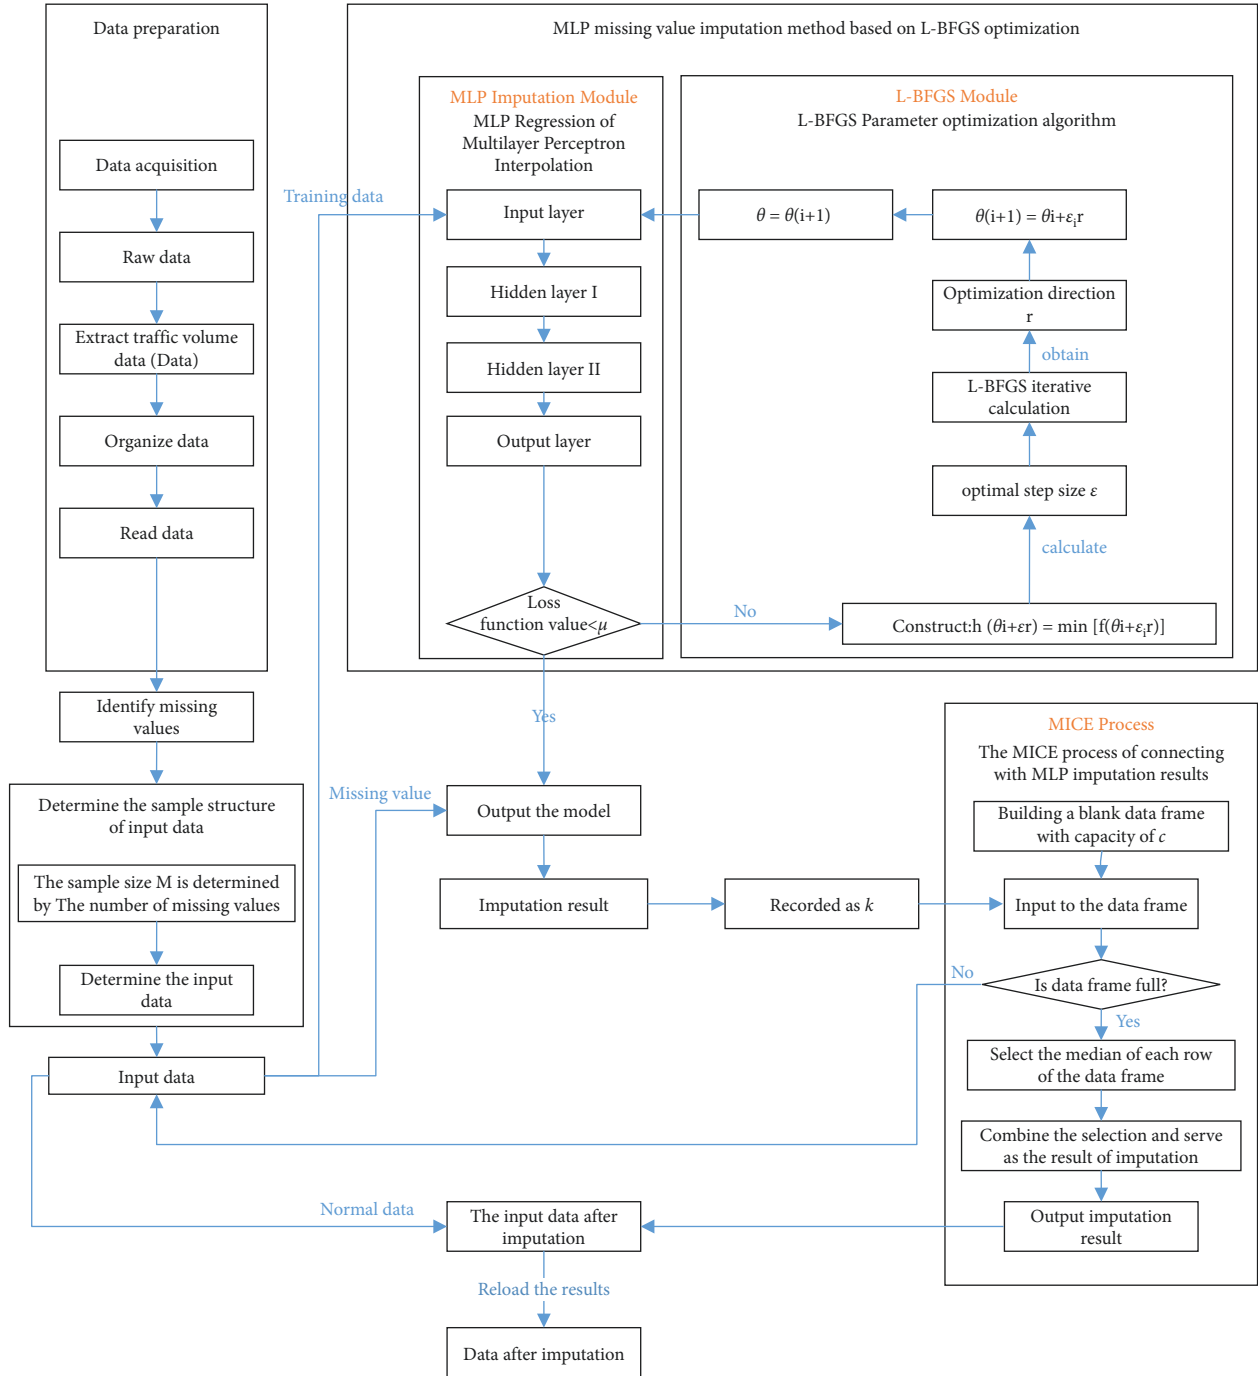 Data preparation
Data acquisition
Raw data
Extract traffic volume
data (Data)
Organize data
Read data
Identify missing
values
Determine the sample structure
of input data
The sample size M is determined
by The number of missing values
Determine the input
data
Input data
MLP missing value imputation method based on L-BFGS optimization
MLP Imputation Module
MLP Regression of
Multilayer Perceptron
Interpolation
Training data
Input layer
Hidden layer I
Hidden layer II
Output layer
Loss
function value<μ
No
Yes
L-BFGS Module
L-BFGS Parameter optimization algorithm
θ = θ(i+1)
θ(i+1) = θi+εᵢr
Optimization direction
r
obtain
L-BFGS iterative
calculation
optimal step size ε
calculate
Construct:h (θi+εr) = min [f(θi+εᵢr)]
Missing value
Output the model
Imputation result
Recorded as k
MICE Process
The MICE process of connecting
with MLP imputation results
Building a blank data frame
with capacity of c
Input to the data frame
No
Is data frame full?
Yes
Select the median of each row
of the data frame
Combine the selection and serve
as the result of imputation
Output imputation
result
Normal data
The input data after
imputation
Reload the results
Data after imputation